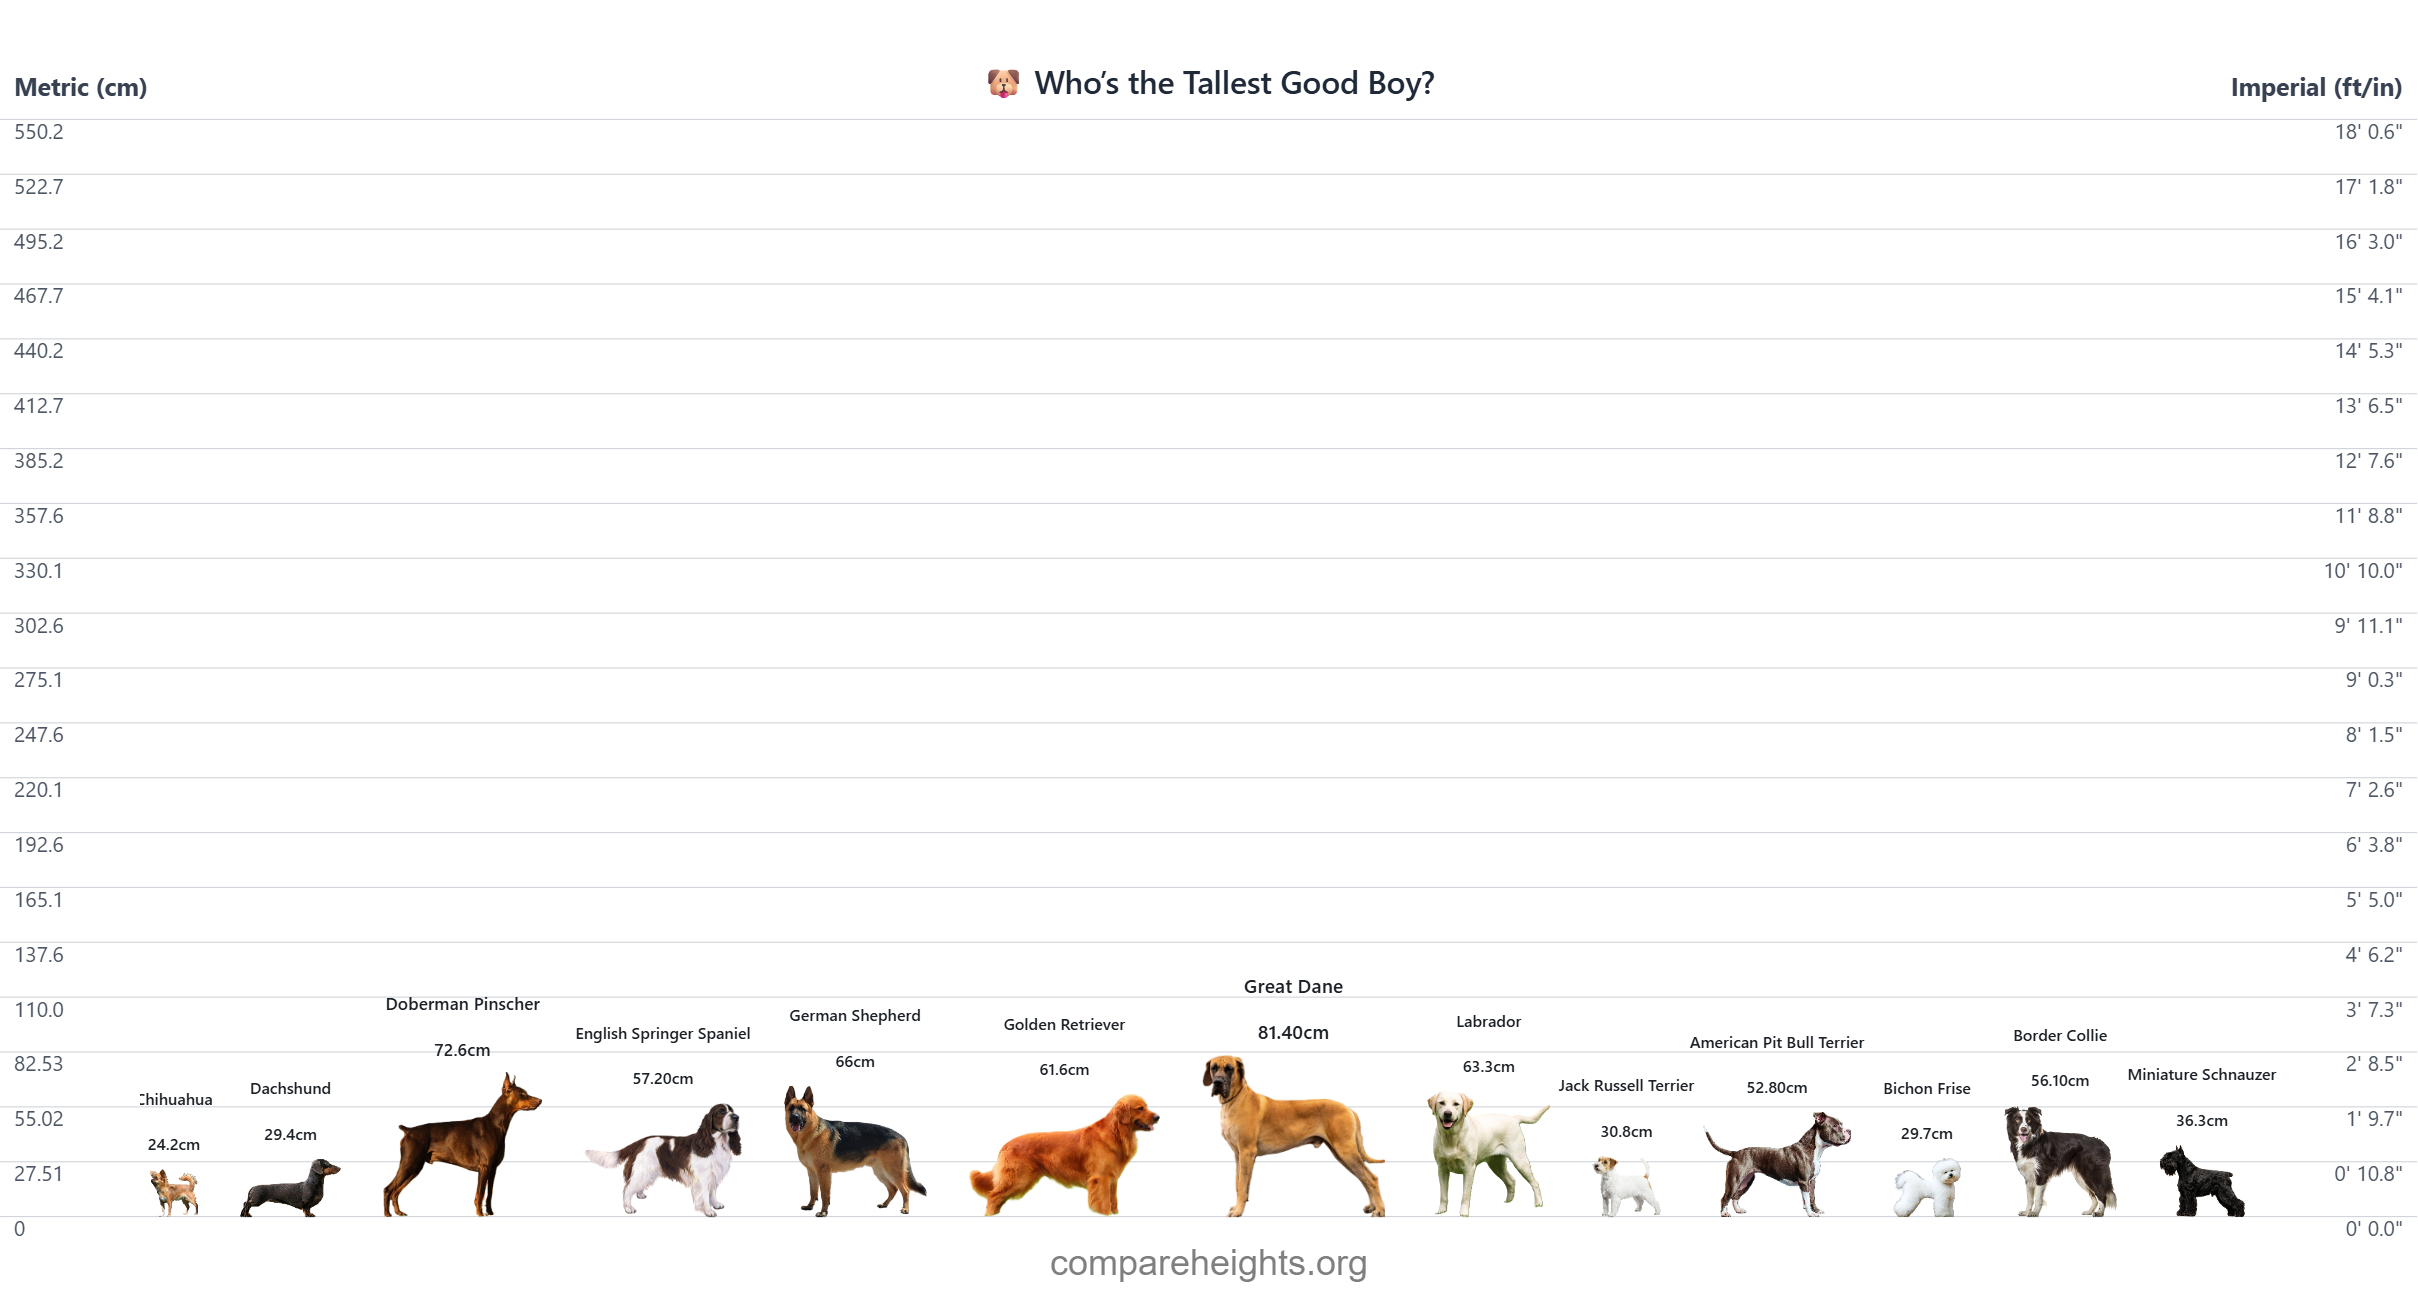 Metric (cm)
🐶 Who’s the Tallest Good Boy?
Imperial (ft/in)
550.2
18' 0.6"
522.7
17' 1.8"
495.2
16' 3.0"
467.7
15' 4.1"
440.2
14' 5.3"
412.7
13' 6.5"
385.2
12' 7.6"
357.6
11' 8.8"
330.1
10' 10.0"
302.6
9' 11.1"
275.1
9' 0.3"
247.6
8' 1.5"
220.1
7' 2.6"
192.6
6' 3.8"
165.1
5' 5.0"
137.6
4' 6.2"
110.0
3' 7.3"
82.53
2' 8.5"
55.02
1' 9.7"
27.51
0' 10.8"
0
0' 0.0"
Chihuahua
24.2cm
Dachshund
29.4cm
Doberman Pinscher
72.6cm
English Springer Spaniel
57.20cm
German Shepherd
66cm
Golden Retriever
61.6cm
Great Dane
81.40cm
Labrador
63.3cm
Jack Russell Terrier
30.8cm
American Pit Bull Terrier
52.80cm
Bichon Frise
29.7cm
Border Collie
56.10cm
Miniature Schnauzer
36.3cm
compareheights.org